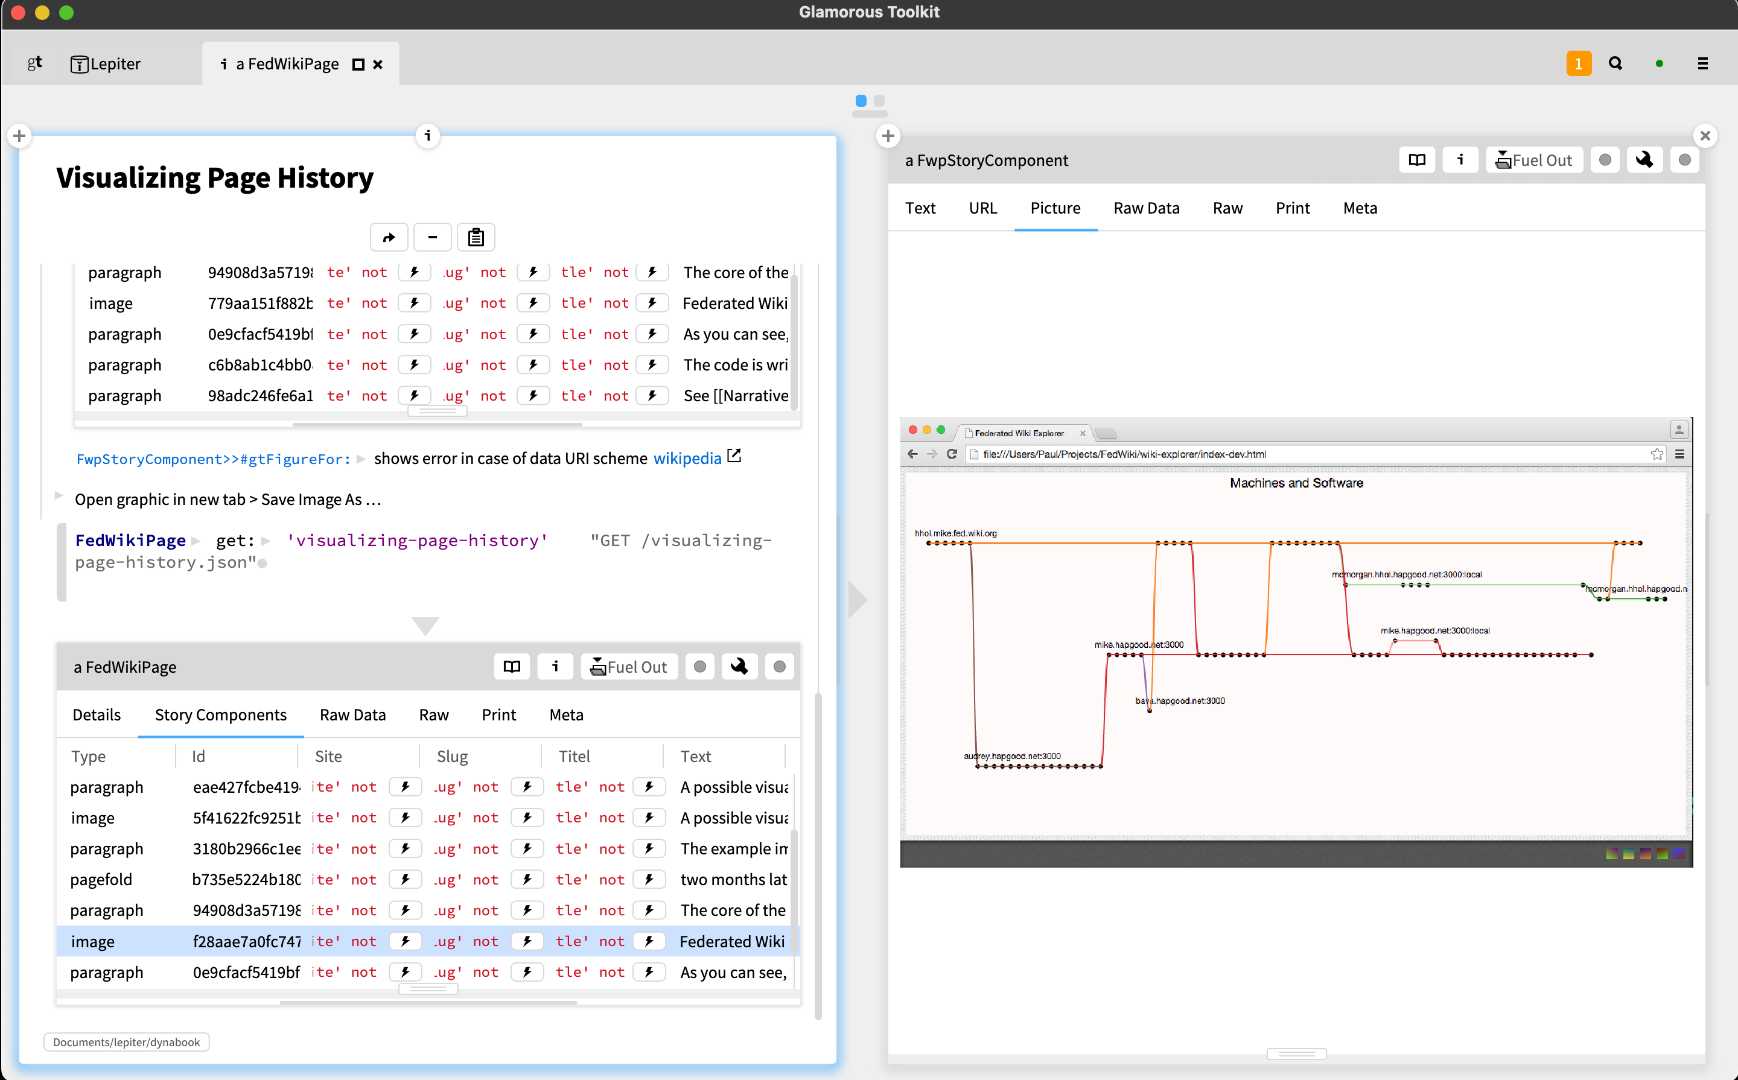 Glamorous Toolkit
gt
Lepiter
i a FedWikiPage
1
i
Visualizing Page History
paragraph 94908d3a57198 te' not .ug' not tle' not The core of the
image 779aa151f882b te' not .ug' not tle' not Federated Wiki
paragraph 0e9cfacf5419bf te' not .ug' not tle' not As you can see,
paragraph c6b8ab1c4bb0 te' not .ug' not tle' not The code is wri
paragraph 98adc246fe6a1 te' not .ug' not tle' not See [[Narrative
FwpStoryComponent>>#gtFigureFor: shows error in case of data URI scheme wikipedia
Open graphic in new tab > Save Image As …
FedWikiPage get: 'visualizing-page-history' "GET /visualizing-
page-history.json"
a FedWikiPage
i
Fuel Out
Details Story Components Raw Data Raw Print Meta
Type Id Site Slug Titel Text
paragraph eae427fcbe419 ite' not .ug' not tle' not A possible visua
image 5f41622fc9251b ite' not .ug' not tle' not A possible visua
paragraph 3180b2966c1ee ite' not .ug' not tle' not The example im
pagefold b735e5224b180 ite' not .ug' not tle' not two months lat
paragraph 94908d3a57198 ite' not .ug' not tle' not The core of the
image f28aae7a0fc747 ite' not .ug' not tle' not Federated Wiki
paragraph 0e9cfacf5419bf ite' not .ug' not tle' not As you can see,
Documents/lepiter/dynabook
a FwpStoryComponent
i
Fuel Out
Text URL Picture Raw Data Raw Print Meta
Federated Wiki Explorer
file:///Users/Paul/Projects/FedWiki/wiki-explorer/index-dev.html
Machines and Software
hhol.mike.fed.wiki.org
mcmorgan.hhol.hapgood.net:3000:local
mcmorgan.hhol.hapgood.n
mike.hapgood.net:3000:local
mike.hapgood.net:3000
bava.hapgood.net:3000
audrey.hapgood.net:3000